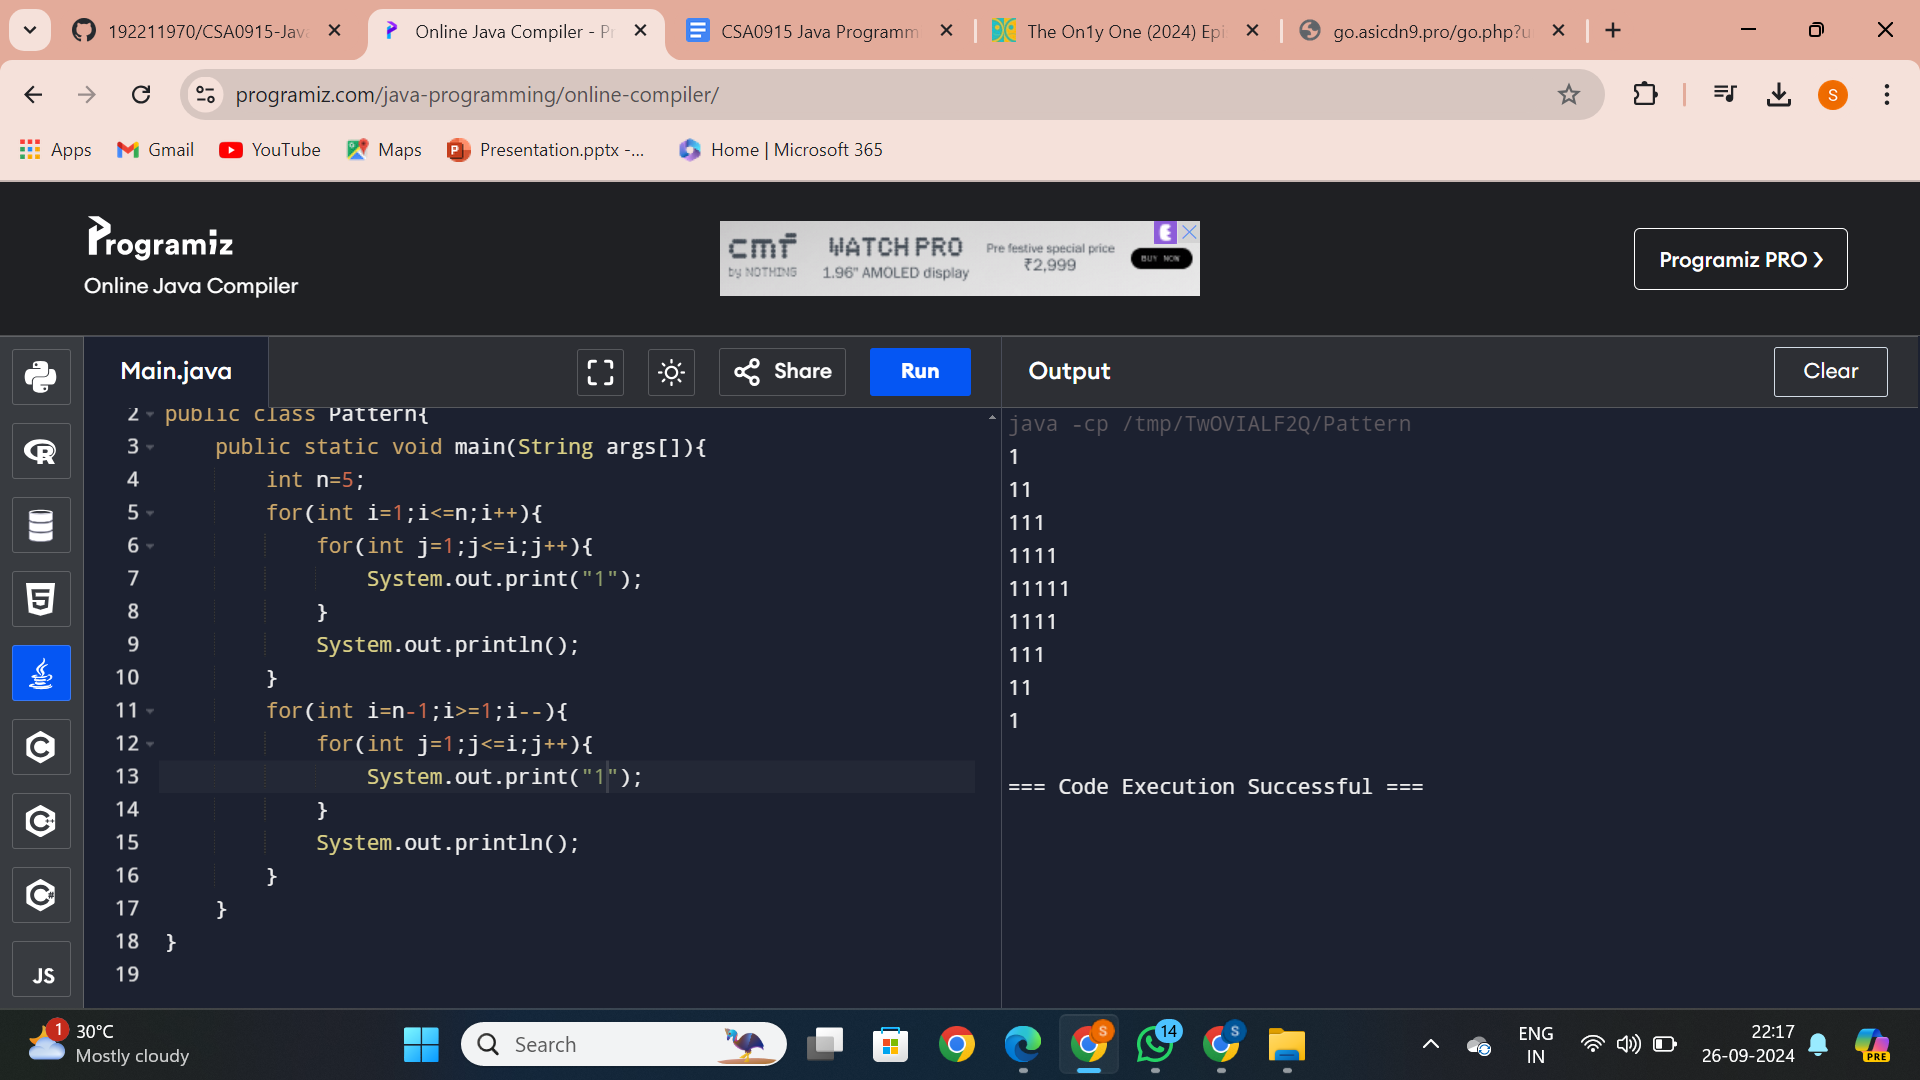 192211970/CSA0915-Java
Online Java Compiler - Pr
CSA0915 Java Programm
The On1y One (2024) Epi
go.asicdn9.pro/go.php?u
programiz.com/java-programming/online-compiler/
S
Apps
Gmail
YouTube
Maps
Presentation.pptx -...
Home | Microsoft 365
Programiz
Online Java Compiler
cmf
by NOTHING
WATCH PRO
1.96" AMOLED display
Pre festive special price
₹2,999
BUY NOW
Programiz PRO ❯
Main.java
Share
Run
Output
Clear
2 public class Pattern{
3 public static void main(String args[]){
4 int n=5;
5 for(int i=1;i<=n;i++){
6 for(int j=1;j<=i;j++){
7 System.out.print("1");
8 }
9 System.out.println();
10 }
11 for(int i=n-1;i>=1;i--){
12 for(int j=1;j<=i;j++){
13 System.out.print("1");
14 }
15 System.out.println();
16 }
17 }
18 }
19
java -cp /tmp/TwOVIALF2Q/Pattern
1
11
111
1111
11111
1111
111
11
1
=== Code Execution Successful ===
JS
1
30°C
Mostly cloudy
Search
S
14
S
ENG
IN
22:17
26-09-2024
PRE